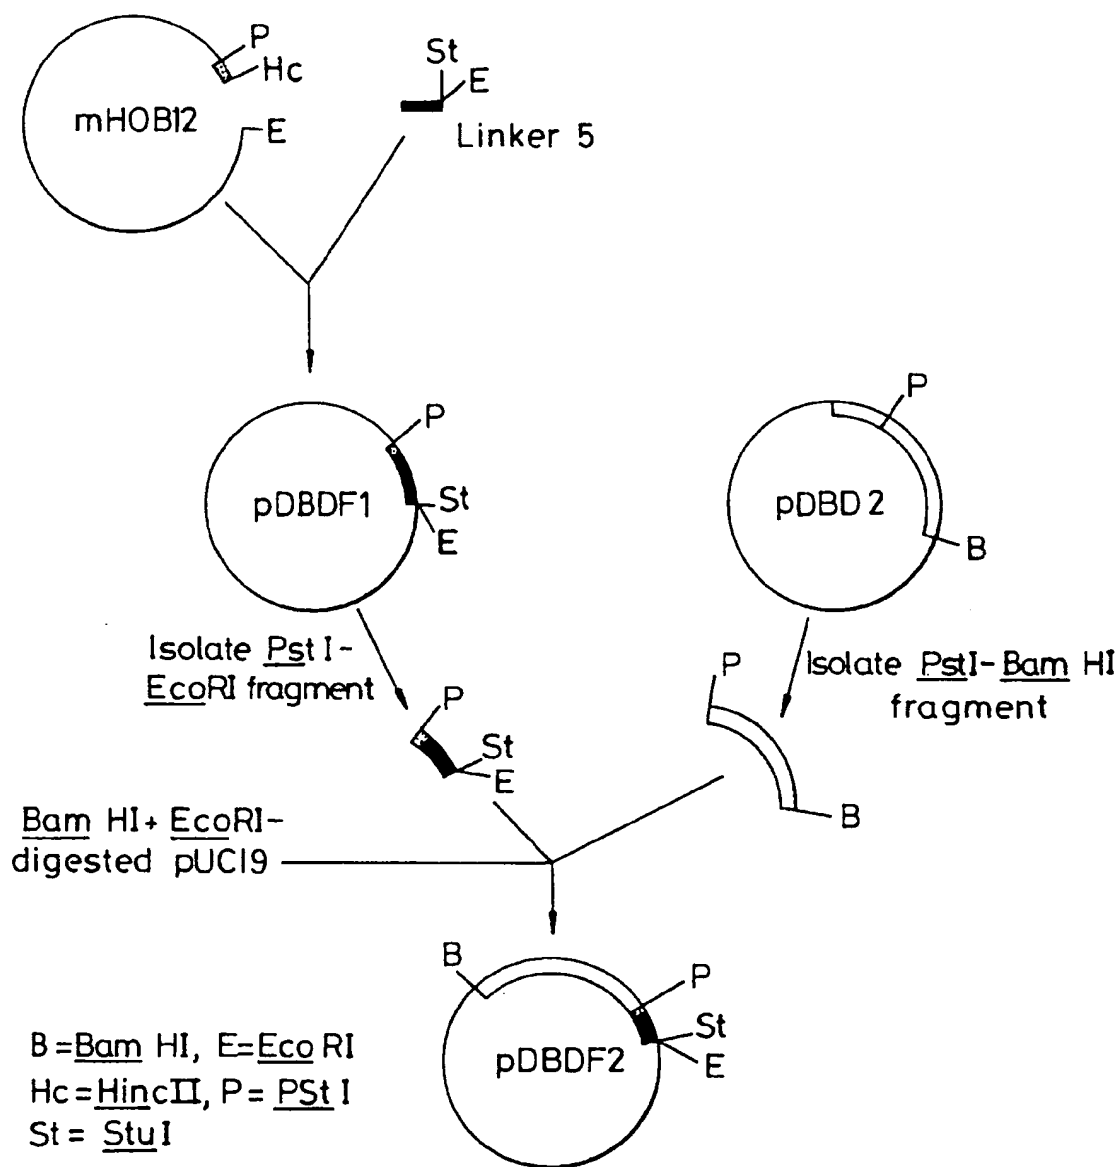 P
Hc
mHOB12
E
St
E
Linker 5
P
pDBDF1
St
E
P
pDBD 2
B
Isolate Pst I-
EcoRI fragment
P
St
E
Isolate PstI-Bam HI
fragment
P
B
Bam HI + EcoRI-
digested pUC19
B
P
St
E
pDBDF2
B = Bam HI, E = Eco RI
Hc = HincII, P = PSt I
St = Stu I